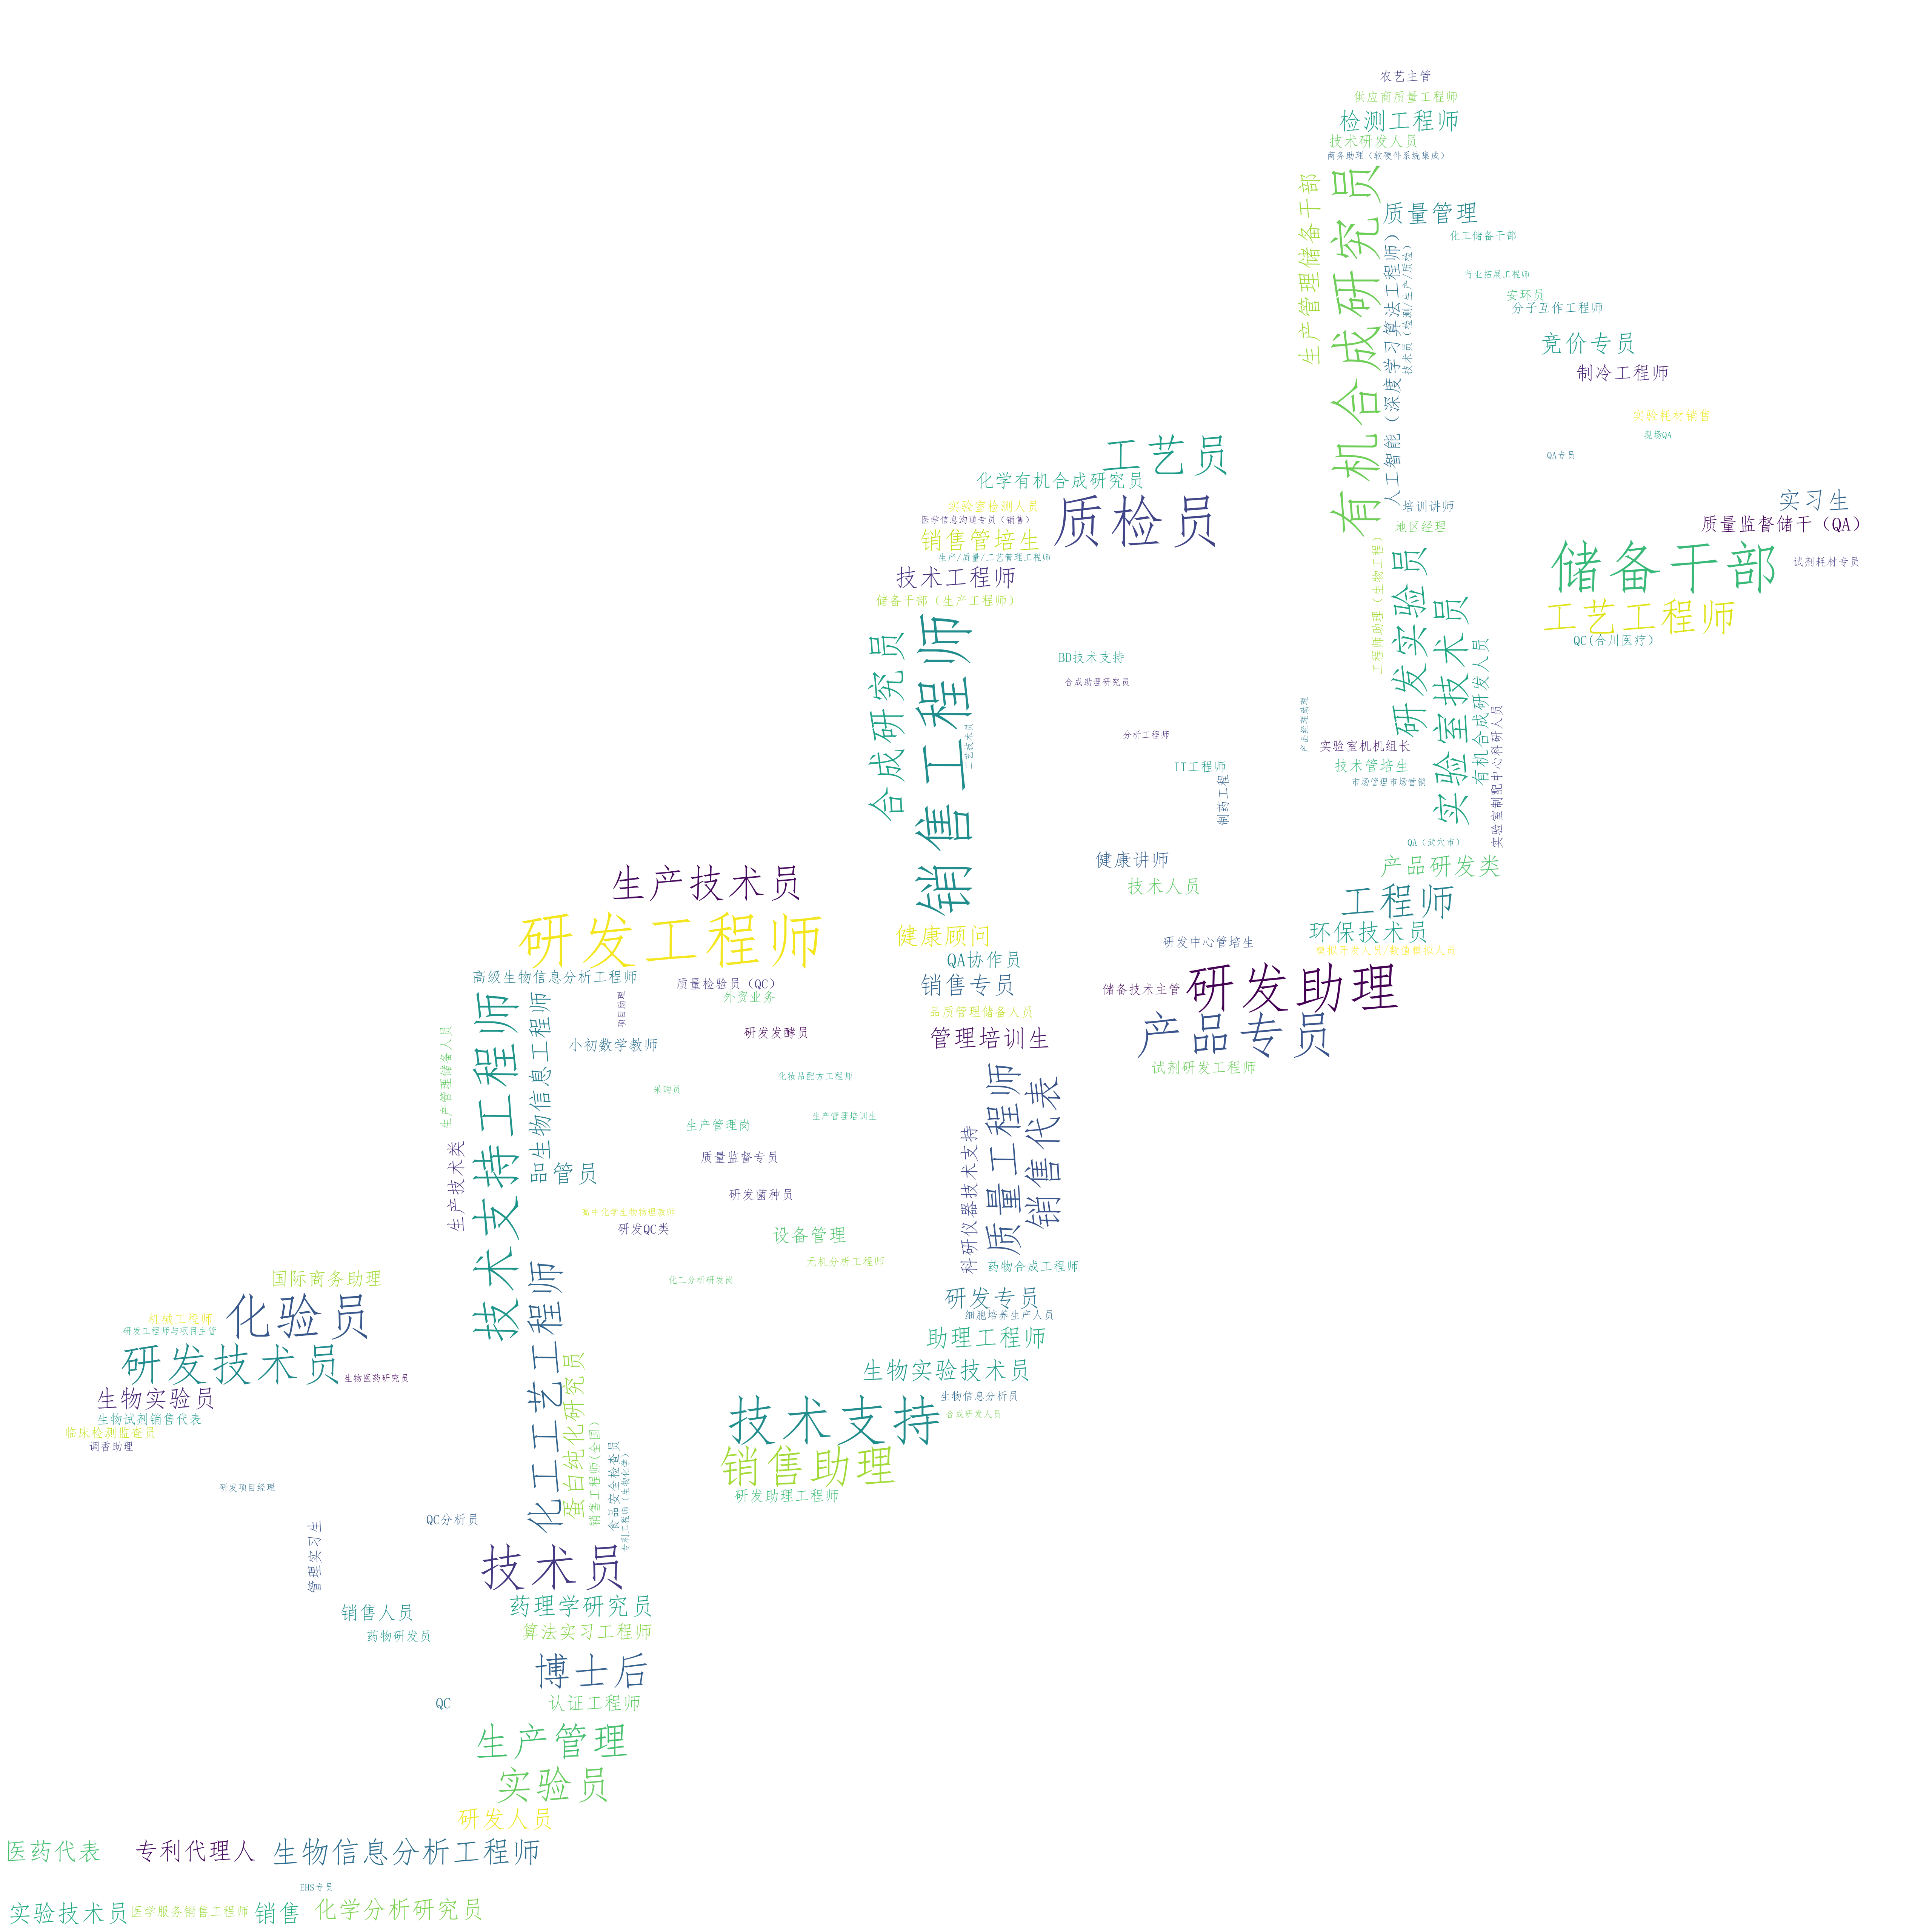 农艺主管
供应商质量工程师
检测工程师
技术研发人员
商务助理（软硬件系统集成）
有机合成研究员
生产管理储备干部
质量管理
人工智能（深度学习算法工程师）
技术员（检测/生产/质检）
化工储备干部
行业拓展工程师
安环员
分子互作工程师
竞价专员
制冷工程师
实验耗材销售
现场QA
QA专员
工艺员
化学有机合成研究员
实验室检测人员
医学信息沟通专员（销售）
质检员
销售管培生
生产/质量/工艺管理工程师
技术工程师
储备干部（生产工程师）
培训讲师
地区经理
实习生
质量监督储干（QA）
储备干部
试剂耗材专员
工艺工程师
QC(合川医疗）
工程师助理（生物工程）
研发实验员
实验室技术员
有机合成研发人员
实验室制配中心科研人员
销售工程师
合成研究员
工艺技术员
BD技术支持
合成助理研究员
分析工程师
IT工程师
制药工程
产品经理助理
实验室机机组长
技术管培生
市场管理市场营销
QA（武穴市）
产品研发类
健康讲师
技术人员
工程师
环保技术员
模拟开发人员/数值模拟人员
生产技术员
研发工程师
健康顾问
QA协作员
研发中心管培生
高级生物信息分析工程师
质量检验员（QC）
外贸业务
销售专员
储备技术主管
研发助理
产品专员
试剂研发工程师
品质管理储备人员
管理培训生
技术支持工程师
生物信息工程师
项目助理
生产管理储备人员
小初数学教师
研发发酵员
化妆品配方工程师
采购员
生产管理岗
生产管理培训生
质量监督专员
生产技术类
品管员
研发菌种员
高中化学生物物理教师
研发QC类
设备管理
无机分析工程师
化工分析研发岗
质量工程师
销售代表
科研仪器技术支持
药物合成工程师
国际商务助理
机械工程师
化验员
研发工程师与项目主管
研发技术员
生物医药研究员
生物实验员
生物试剂销售代表
临床检测监查员
调香助理
化工工艺工程师
蛋白纯化研究员
销售工程师(全国）
食品安全检查员
专利工程师（生物化学）
研发专员
细胞培养生产人员
助理工程师
生物实验技术员
生物信息分析员
技术支持
合成研发人员
销售助理
研发助理工程师
研发项目经理
管理实习生
QC分析员
技术员
销售人员
药理学研究员
药物研发员
算法实习工程师
博士后
QC
认证工程师
生产管理
实验员
研发人员
医药代表
专利代理人
生物信息分析工程师
EHS专员
实验技术员
医学服务销售工程师
销售
化学分析研究员